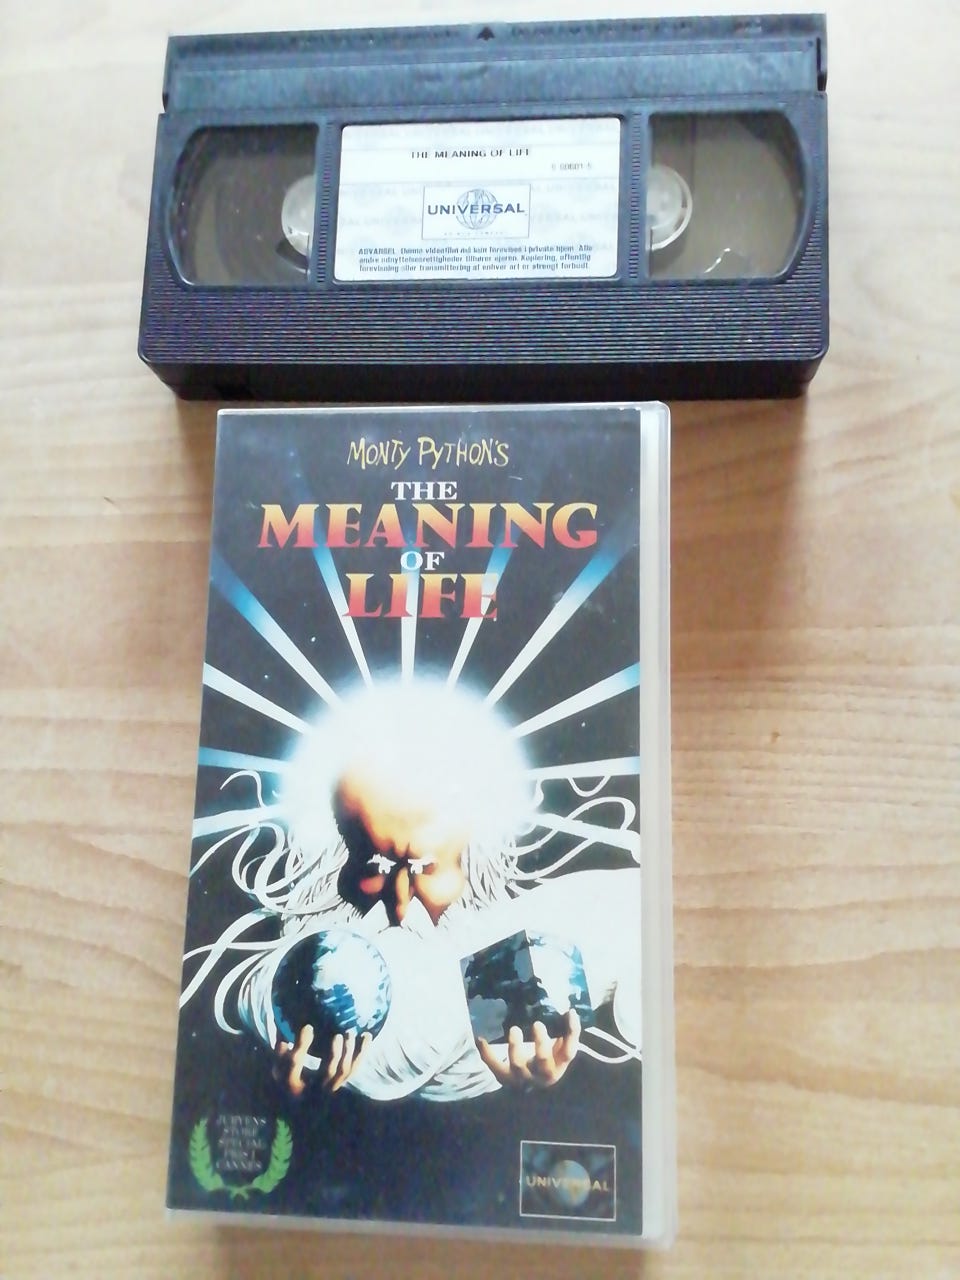 THE MEANING OF LIFE
UNIVERSAL
ADVARSEL. Denne videofilm må kun forevises i private hjem. Alle
andre udnyttelsesrettigheder tilhører ejeren. Kopiering, offentlig
forevisning eller transmittering af enhver art er strengt forbudt.
MONTY PYTHON'S
THE
MEANING
OF
LIFE
JURYENS
STORE
SPECIAL
PRIS I
CANNES
UNIVERSAL